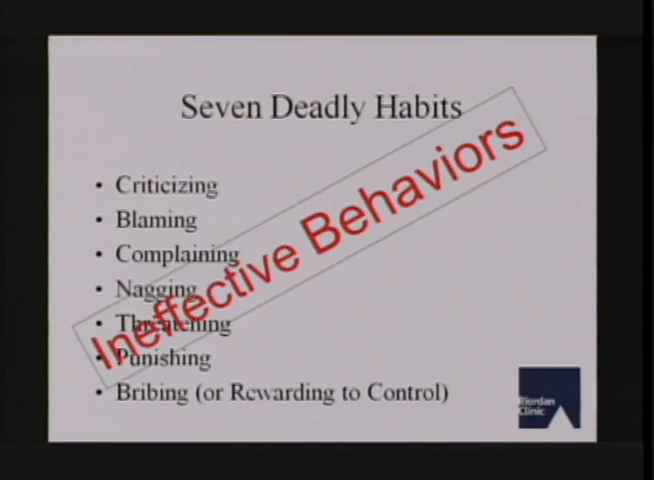 Seven Deadly Habits
• Criticizing
• Blaming
• Complaining
• Nagging
• Threatening
• Punishing
• Bribing (or Rewarding to Control)
Ineffective Behaviors
Riordan
Clinic